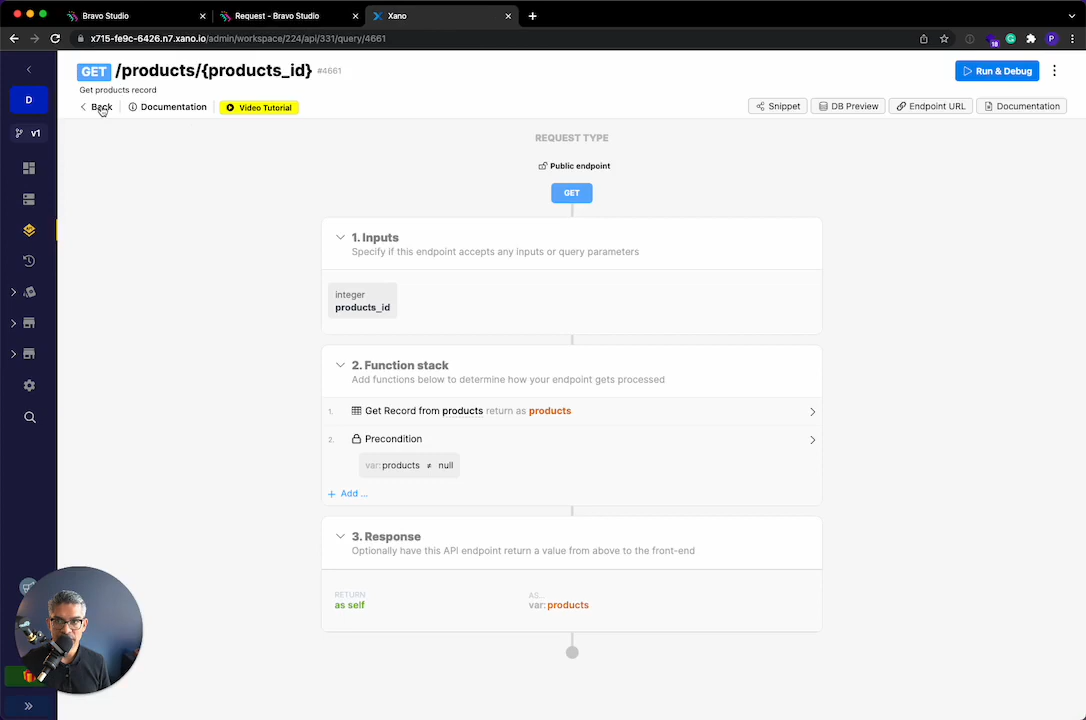 Bravo Studio
Request - Bravo Studio
Xano
x715-fe9c-6426.n7.xano.io/admin/workspace/224/api/331/query/4661
18
P
D
v1
GET /products/{products_id} #4661
Get products record
Back
Documentation
Video Tutorial
Run & Debug
Snippet
DB Preview
Endpoint URL
Documentation
REQUEST TYPE
Public endpoint
GET
1. Inputs
Specify if this endpoint accepts any inputs or query parameters
integer
products_id
2. Function stack
Add functions below to determine how your endpoint gets processed
1. Get Record from products return as products
2. Precondition
var: products ≠ null
+ Add ...
3. Response
Optionally have this API endpoint return a value from above to the front-end
RETURN
as self
AS...
var: products